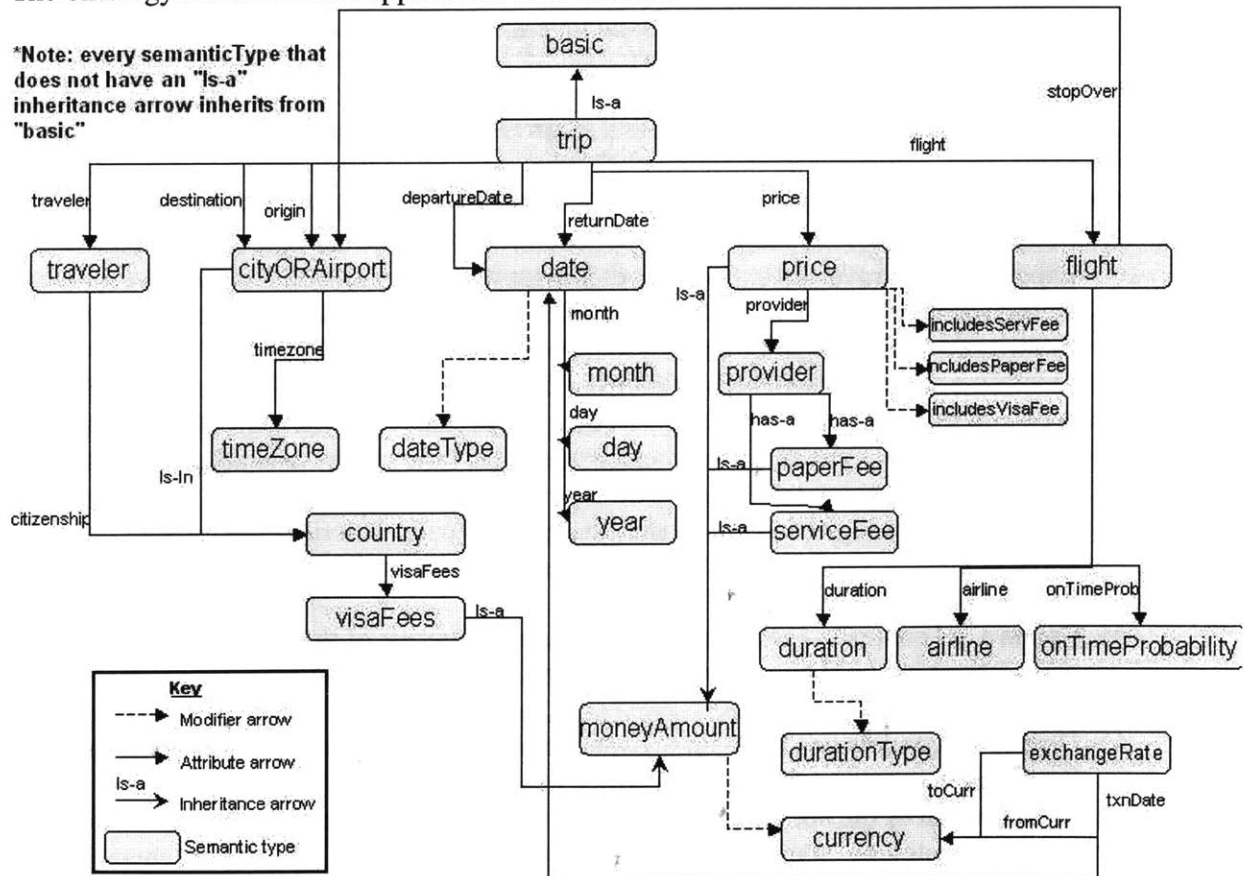 *Note: every semanticType that
does not have an "Is-a"
inheritance arrow inherits from
"basic"
basic
Is-a
stopOver
trip
flight
traveler
destination
origin
departureDate
returnDate
price
traveler
cityORAirport
date
price
flight
Is-a
provider
month
includesServFee
timezone
includesPaperFee
month
provider
includesVisaFee
day
has-a
has-a
timeZone
dateType
day
Is-In
Is-a
paperFee
year
citizenship
year
Is-a
serviceFee
country
visaFees
visaFees
Is-a
duration
airline
onTimeProb
duration
airline
onTimeProbability
Key
Modifier arrow
Attribute arrow
Is-a
Inheritance arrow
Semantic type
moneyAmount
durationType
exchangeRate
toCurr
txnDate
fromCurr
currency